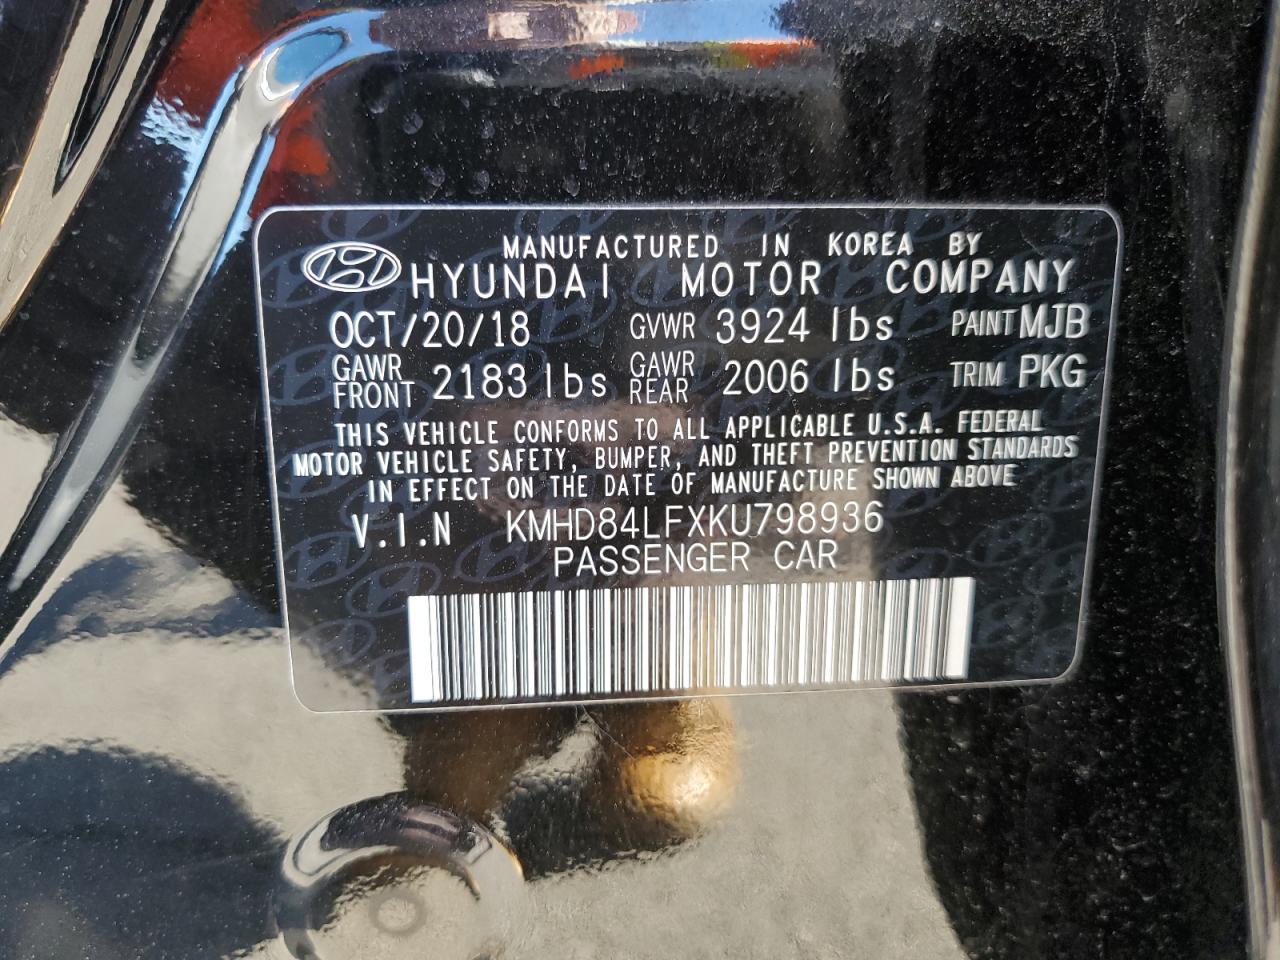 MANUFACTURED IN KOREA BY
HYUNDAI MOTOR COMPANY
OCT/20/18 GVWR 3924 lbs PAINT MJB
GAWR FRONT 2183 lbs GAWR REAR 2006 lbs TRIM PKG
THIS VEHICLE CONFORMS TO ALL APPLICABLE U.S.A. FEDERAL
MOTOR VEHICLE SAFETY, BUMPER, AND THEFT PREVENTION STANDARDS
IN EFFECT ON THE DATE OF MANUFACTURE SHOWN ABOVE
V.I.N KMHD84LFXKU798936
PASSENGER CAR